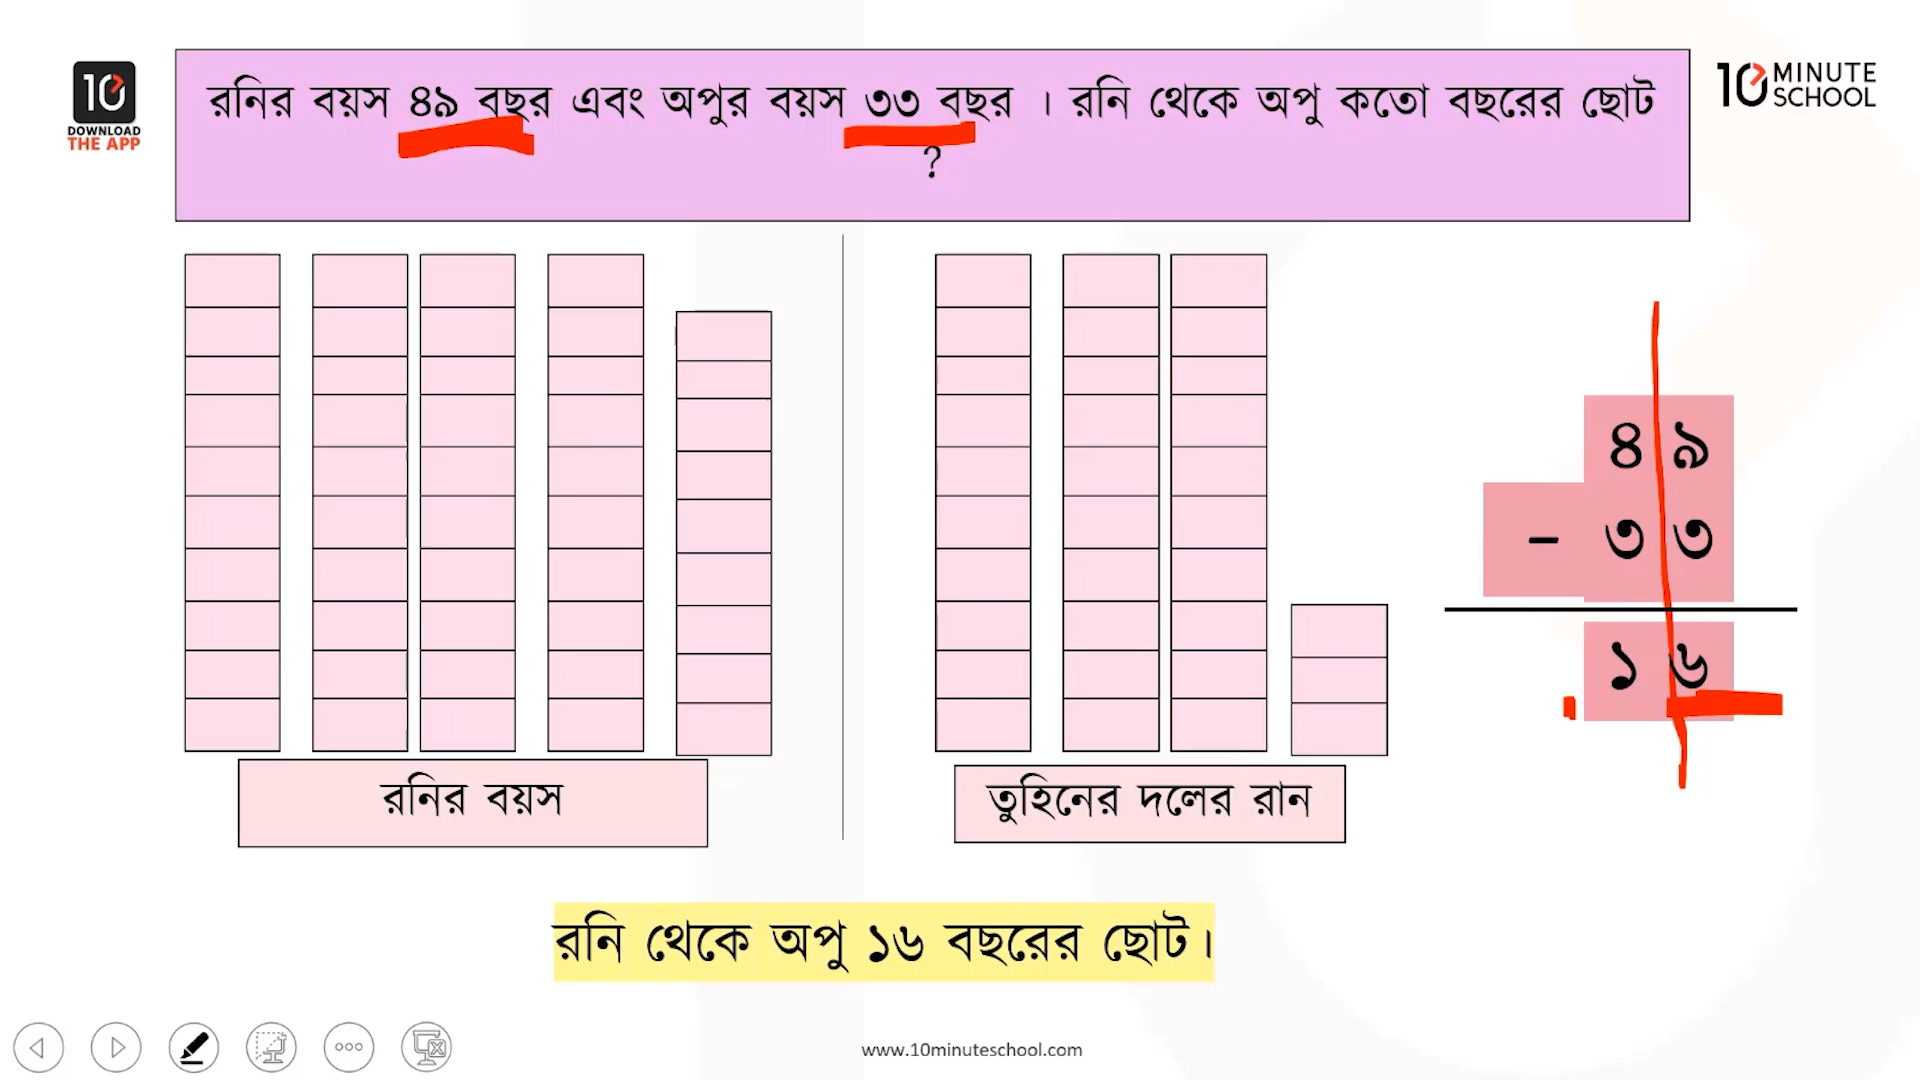 10
DOWNLOAD
THE APP
রনির বয়স ৪৯ বছর এবং অপুর বয়স ৩৩ বছর । রনি থেকে অপু কতো বছরের ছোট
?
10 MINUTE
SCHOOL
৪ ৯
– ৩ ৩
১ ৬
রনির বয়স
তুহিনের দলের রান
রনি থেকে অপু ১৬ বছরের ছোট।
www.10minuteschool.com